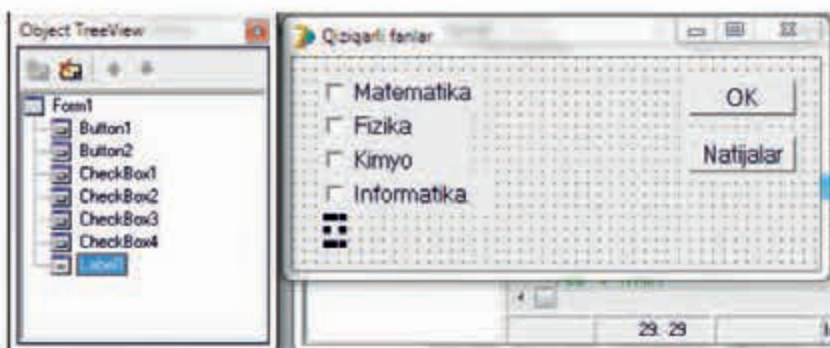 Object TreeView
Form1
Button1
Button2
CheckBox1
CheckBox2
CheckBox3
CheckBox4
Label1
Qiziqarli fanlar
Matematika
OK
Fizika
Kimyo
Natijalar
Informatika
29: 29